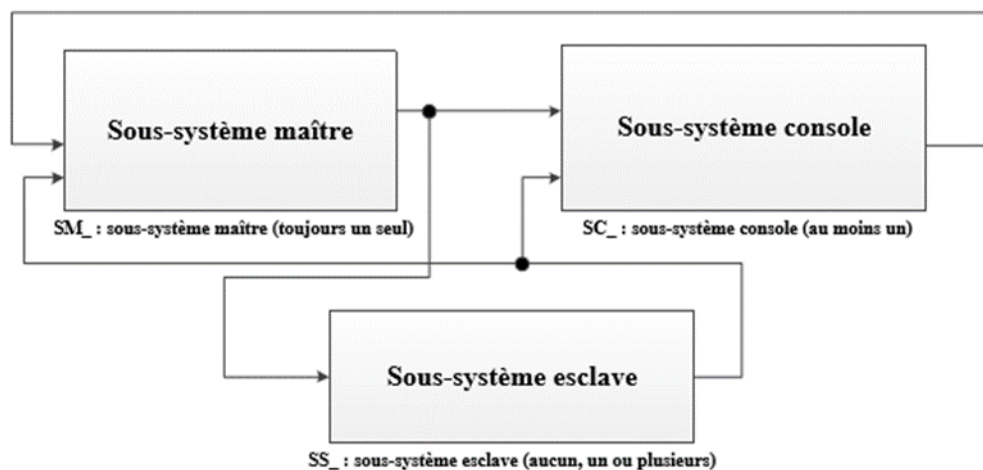 Sous-système maître
Sous-système console
SM_ : sous-système maître (toujours un seul)
SC_ : sous-système console (au moins un)
Sous-système esclave
SS_ : sous-système esclave (aucun, un ou plusieurs)